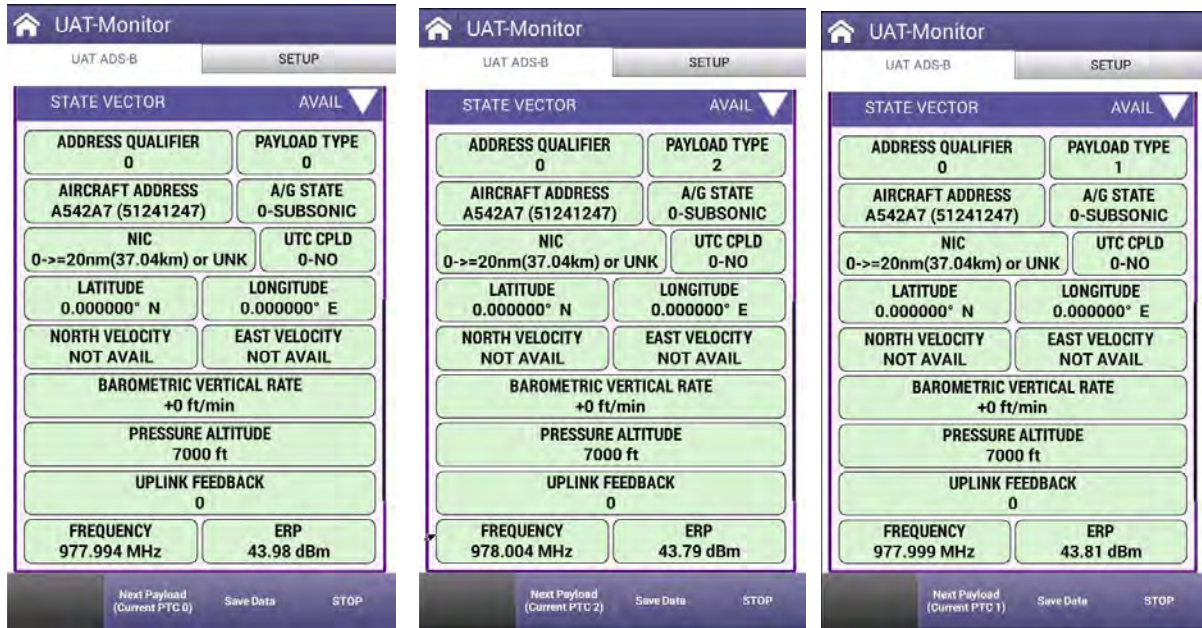 UAT-Monitor
UAT ADS-B SETUP
STATE VECTOR AVAIL
ADDRESS QUALIFIER PAYLOAD TYPE
0 0
AIRCRAFT ADDRESS A/G STATE
A542A7 (51241247) 0-SUBSONIC
NIC UTC CPLD
0->=20nm(37.04km) or UNK 0-NO
LATITUDE LONGITUDE
0.000000° N 0.000000° E
NORTH VELOCITY EAST VELOCITY
NOT AVAIL NOT AVAIL
BAROMETRIC VERTICAL RATE
+0 ft/min
PRESSURE ALTITUDE
7000 ft
UPLINK FEEDBACK
0
FREQUENCY ERP
977.994 MHz 43.98 dBm
Next Payload
(Current PTC 0) Save Data STOP
UAT-Monitor
UAT ADS-B SETUP
STATE VECTOR AVAIL
ADDRESS QUALIFIER PAYLOAD TYPE
0 2
AIRCRAFT ADDRESS A/G STATE
A542A7 (51241247) 0-SUBSONIC
NIC UTC CPLD
0->=20nm(37.04km) or UNK 0-NO
LATITUDE LONGITUDE
0.000000° N 0.000000° E
NORTH VELOCITY EAST VELOCITY
NOT AVAIL NOT AVAIL
BAROMETRIC VERTICAL RATE
+0 ft/min
PRESSURE ALTITUDE
7000 ft
UPLINK FEEDBACK
0
FREQUENCY ERP
978.004 MHz 43.79 dBm
Next Payload
(Current PTC 2) Save Data STOP
UAT-Monitor
UAT ADS-B SETUP
STATE VECTOR AVAIL
ADDRESS QUALIFIER PAYLOAD TYPE
0 1
AIRCRAFT ADDRESS A/G STATE
A542A7 (51241247) 0-SUBSONIC
NIC UTC CPLD
0->=20nm(37.04km) or UNK 0-NO
LATITUDE LONGITUDE
0.000000° N 0.000000° E
NORTH VELOCITY EAST VELOCITY
NOT AVAIL NOT AVAIL
BAROMETRIC VERTICAL RATE
+0 ft/min
PRESSURE ALTITUDE
7000 ft
UPLINK FEEDBACK
0
FREQUENCY ERP
977.999 MHz 43.81 dBm
Next Payload
(Current PTC 1) Save Data STOP